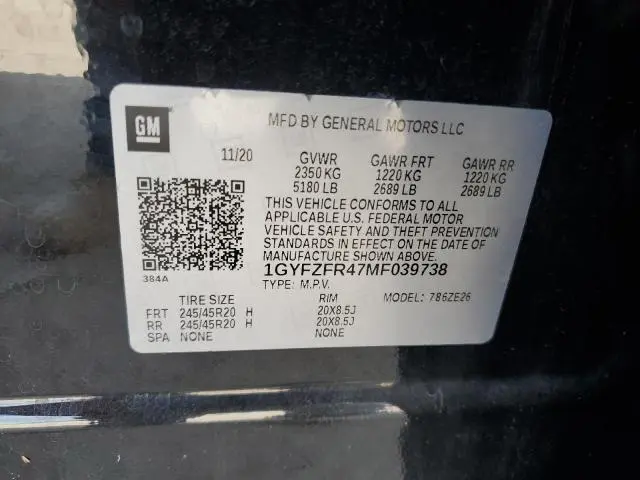 GM
MFD BY GENERAL MOTORS LLC
11/20 GVWR GAWR FRT GAWR RR
2350 KG 1220 KG 1220 KG
5180 LB 2689 LB 2689 LB
THIS VEHICLE CONFORMS TO ALL
APPLICABLE U.S. FEDERAL MOTOR
VEHICLE SAFETY AND THEFT PREVENTION
STANDARDS IN EFFECT ON THE DATE OF
MANUFACTURE SHOWN ABOVE.
1GYFZFR47MF039738
384A
TYPE: M.P.V. MODEL: 786ZE26
TIRE SIZE RIM
FRT 245/45R20 H 20X8.5J
RR 245/45R20 H 20X8.5J
SPA NONE NONE